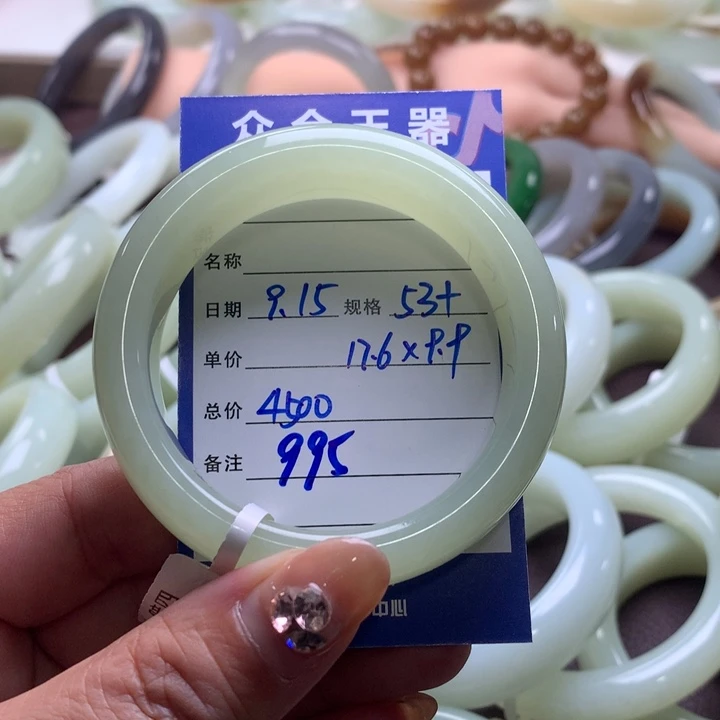 众合玉器
名称
日期 9.15 规格 53+
单价 17.6×9.9
总价 4500
备注 995
中心